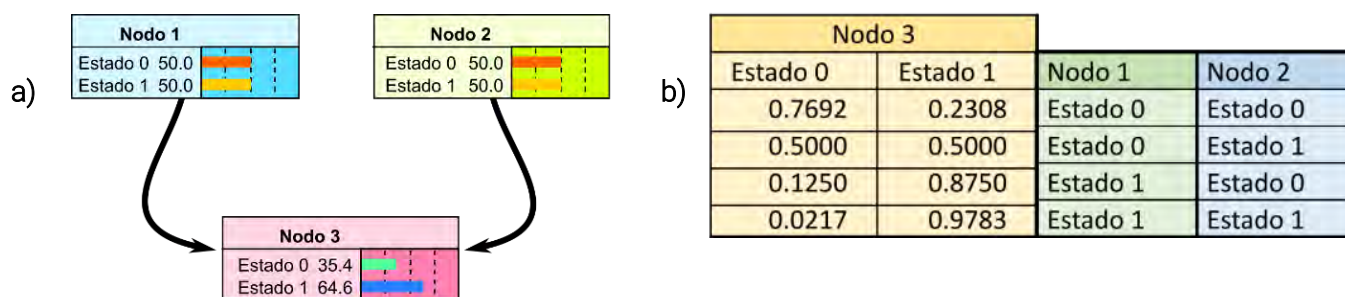 a)
Nodo 1
Estado 0 50.0
Estado 1 50.0
Nodo 2
Estado 0 50.0
Estado 1 50.0
Nodo 3
Estado 0 35.4
Estado 1 64.6
b)
Nodo 3
Estado 0 Estado 1 Nodo 1 Nodo 2
0.7692 0.2308 Estado 0 Estado 0
0.5000 0.5000 Estado 0 Estado 1
0.1250 0.8750 Estado 1 Estado 0
0.0217 0.9783 Estado 1 Estado 1